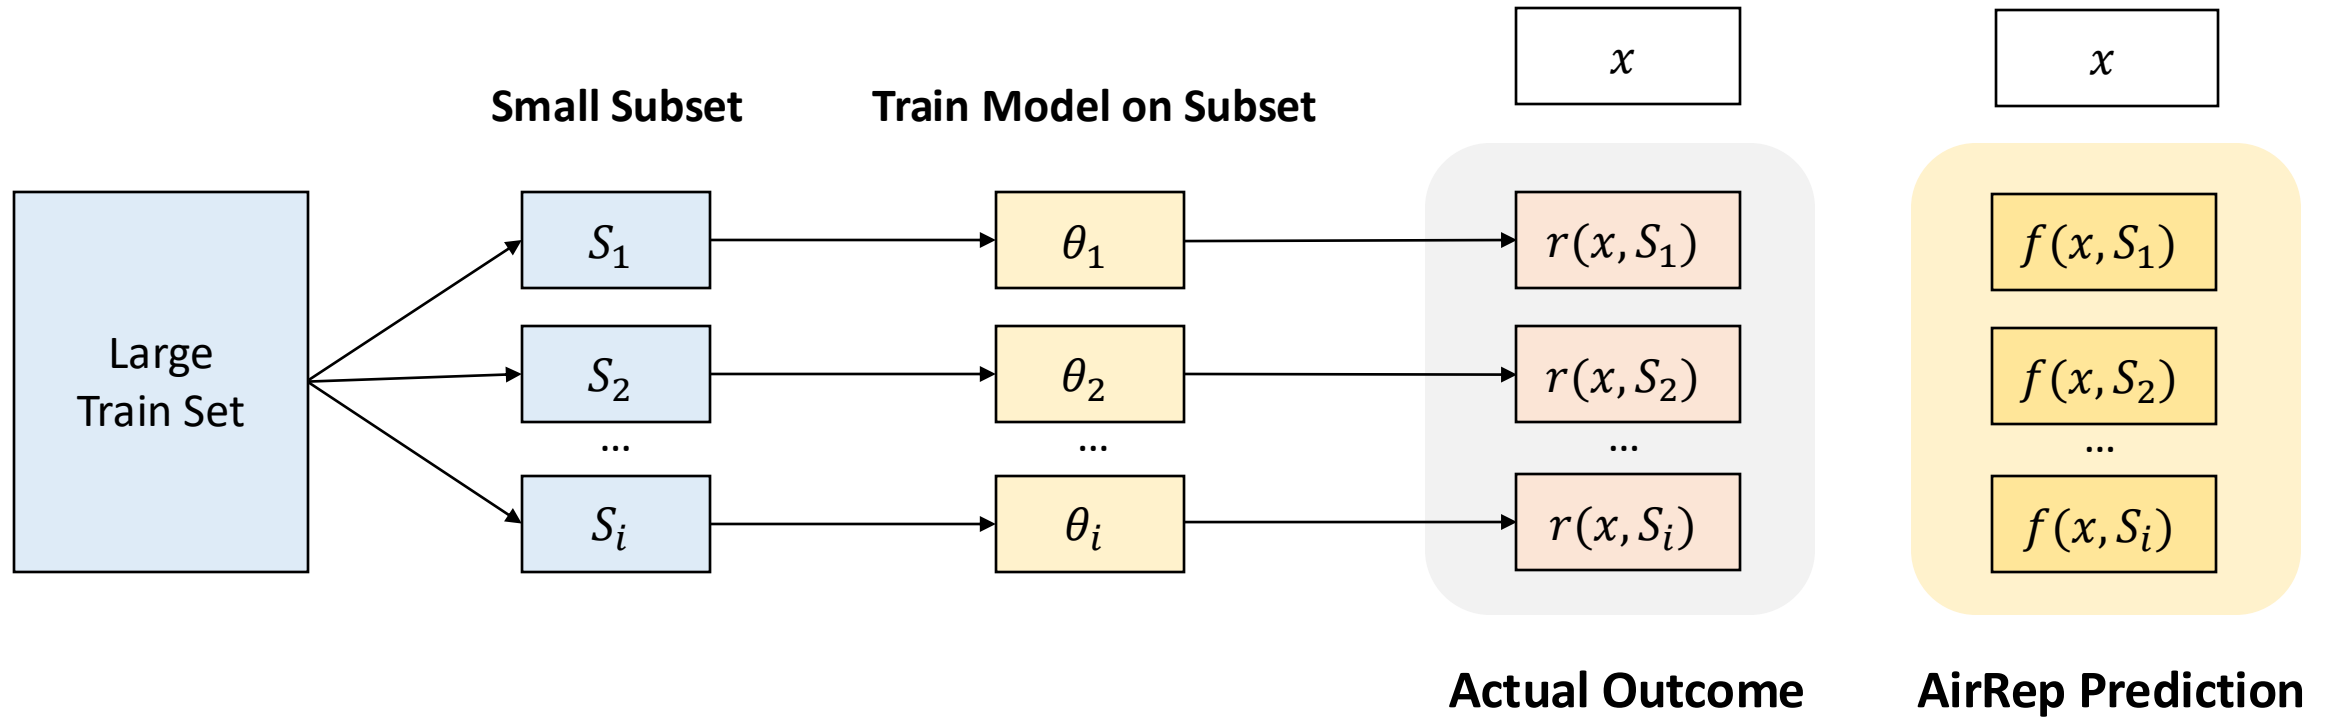 x
x
Small Subset
Train Model on Subset
Large
Train Set
S₁
θ₁
r(x, S₁)
f(x, S₁)
S₂
θ₂
r(x, S₂)
f(x, S₂)
...
...
...
...
Sᵢ
θᵢ
r(x, Sᵢ)
f(x, Sᵢ)
Actual Outcome
AirRep Prediction